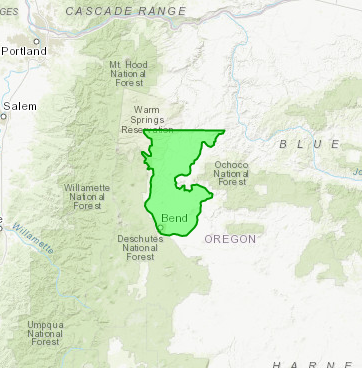 GES
CASCADE RANGE
Portland
Mt Hood
National
Forest
Salem
Warm
Springs
Reservation
BLUE
Ochoco
National
Forest
Willamette
National
Forest
Bend
Willamette
Deschutes
National
Forest
OREGON
Umpqua
National
Forest
HARNE